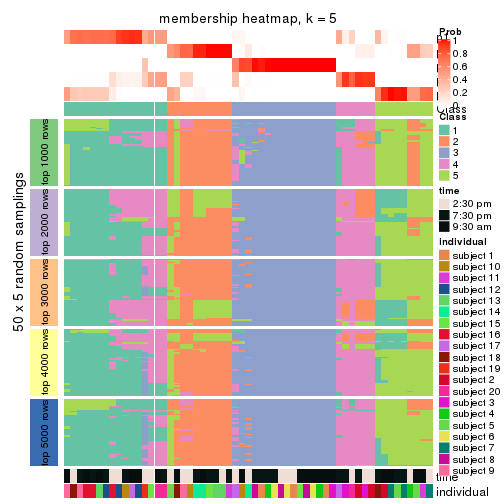 membership heatmap, k = 5
Prob
1
0.8
0.6
0.4
0.2
0
Class
Class
1
2
3
4
5
time
2:30 pm
7:30 pm
9:30 am
individual
subject 1
subject 10
subject 11
subject 12
subject 13
subject 14
subject 15
subject 16
subject 17
subject 18
subject 19
subject 2
subject 20
subject 3
subject 4
subject 5
subject 6
subject 7
subject 8
subject 9
50 x 5 random samplings
top 1000 rows
top 2000 rows
top 3000 rows
top 4000 rows
top 5000 rows
time
individual